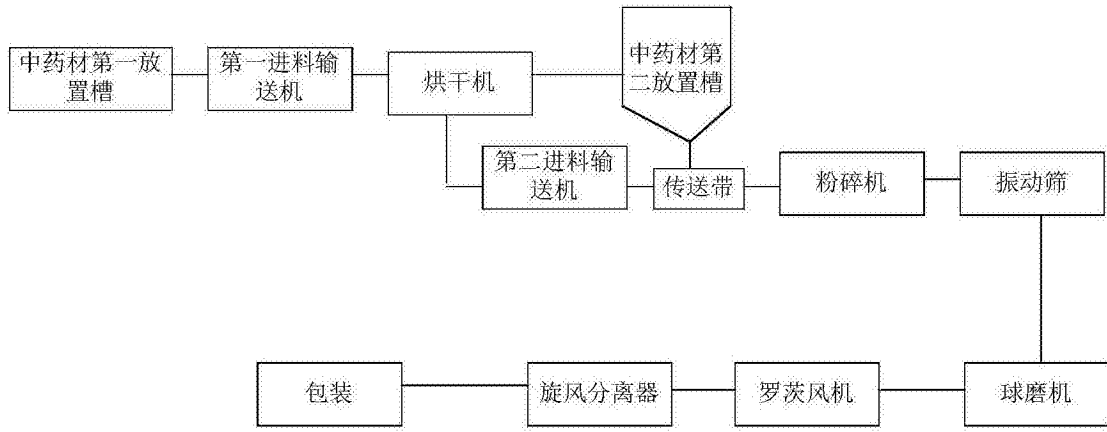 中药材第一放
置槽
第一进料输
送机
烘干机
中药材第
二放置槽
第二进料输
送机
传送带
粉碎机
振动筛
包装
旋风分离器
罗茨风机
球磨机